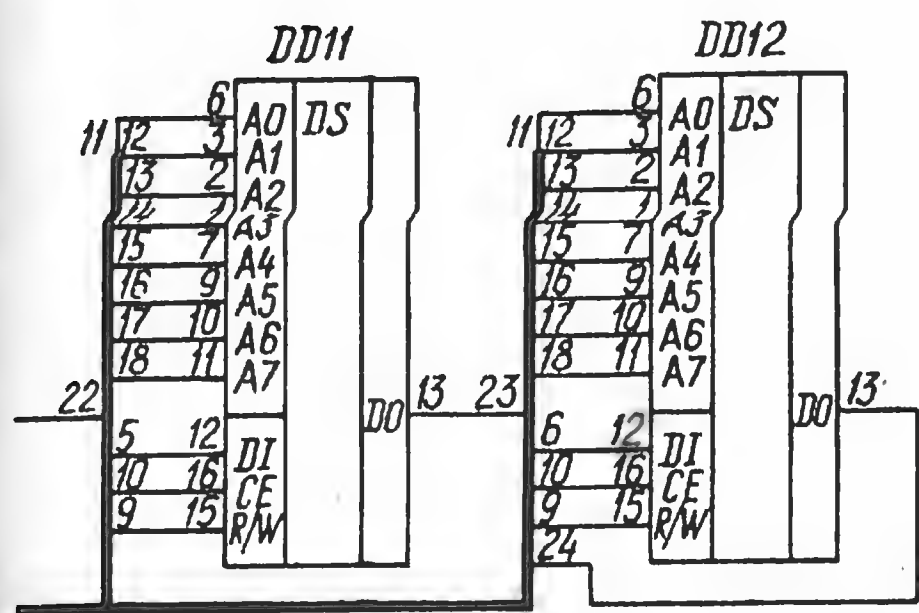 DD11
6 A0 DS
11 12 3 A1
13 2 A2
14 1 A3
15 7 A4
16 9 A5
17 10 A6
18 11 A7
22 DO 13
5 12 DI
10 16 CE
9 15 R/W
DD12
6 A0 DS
11 12 3 A1
13 2 A2
14 1 A3
15 7 A4
16 9 A5
17 10 A6
18 11 A7
23 DO 13
6 12 DI
10 16 CE
9 15 R/W
24